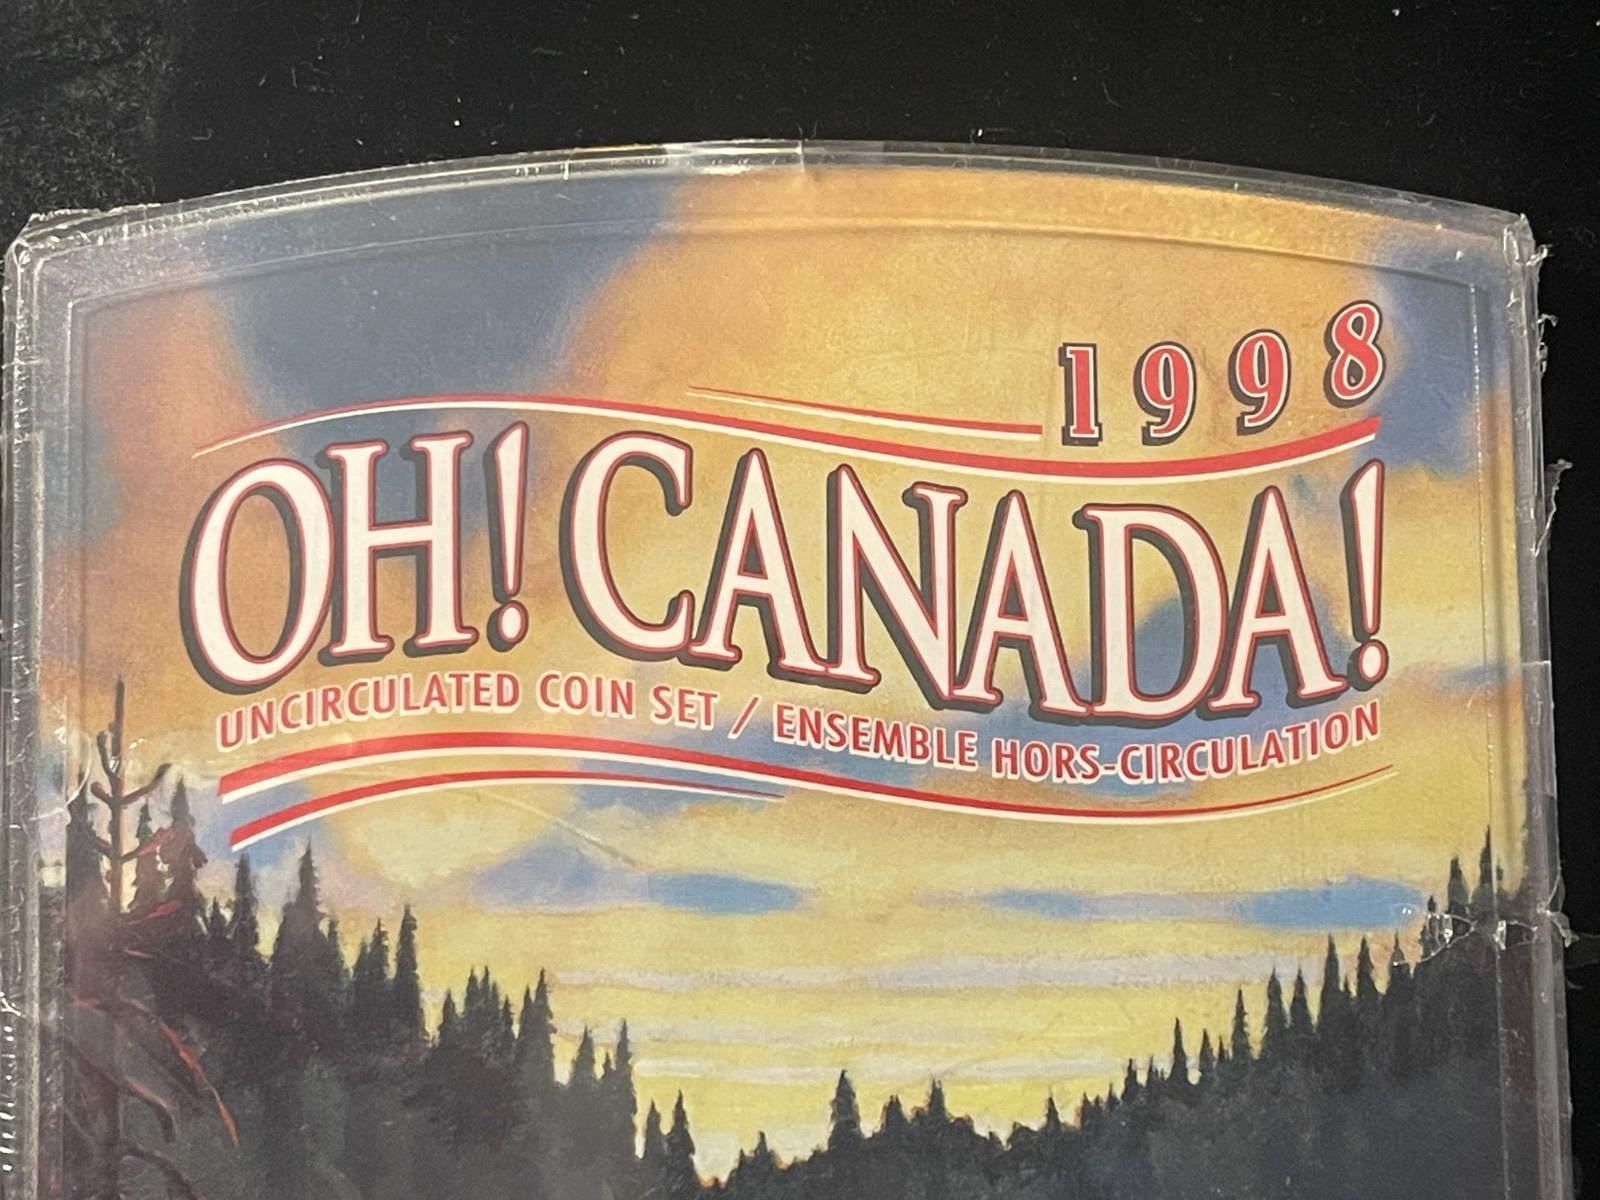 1998
OH! CANADA!
UNCIRCULATED COIN SET / ENSEMBLE HORS-CIRCULATION